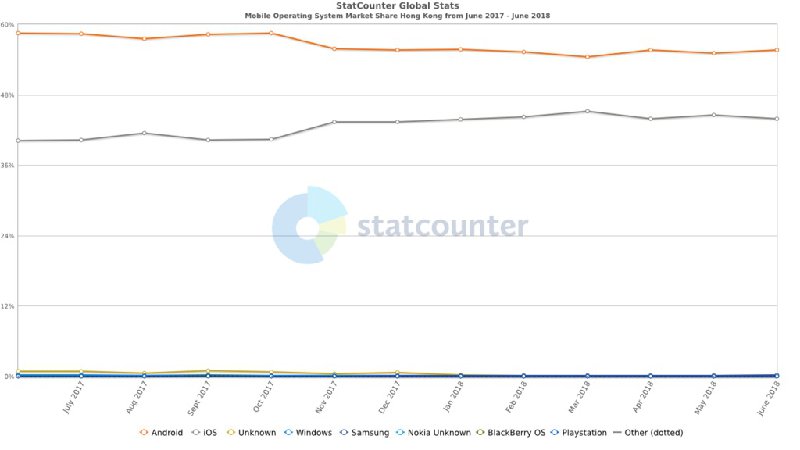 StatCounter Global Stats
Mobile Operating System Market Share Hong Kong from June 2017 - June 2018
60%
48%
36%
24%
12%
0%
statcounter
July 2017
Aug 2017
Sept 2017
Oct 2017
Nov 2017
Dec 2017
Jan 2018
Feb 2018
Mar 2018
Apr 2018
May 2018
June 2018
Android iOS Unknown Windows Samsung Nokia Unknown BlackBerry OS Playstation Other (dotted)